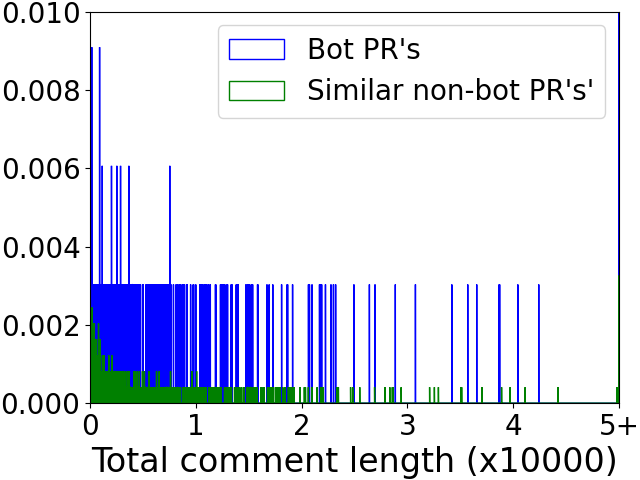 0.010
0.008
0.006
0.004
0.002
0.000
Bot PR's
Similar non-bot PR's'
0 1 2 3 4 5+
Total comment length (x10000)